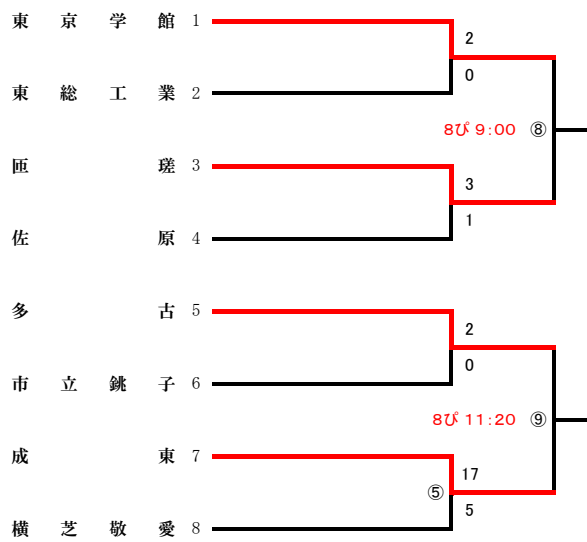 東京学館 1
2
0
東総工業 2
8ぴ 9:00 ⑧
匝瑳 3
3
1
佐原 4
多古 5
2
0
市立銚子 6
8ぴ 11:20 ⑨
成東 7
17
⑤
5
横芝敬愛 8